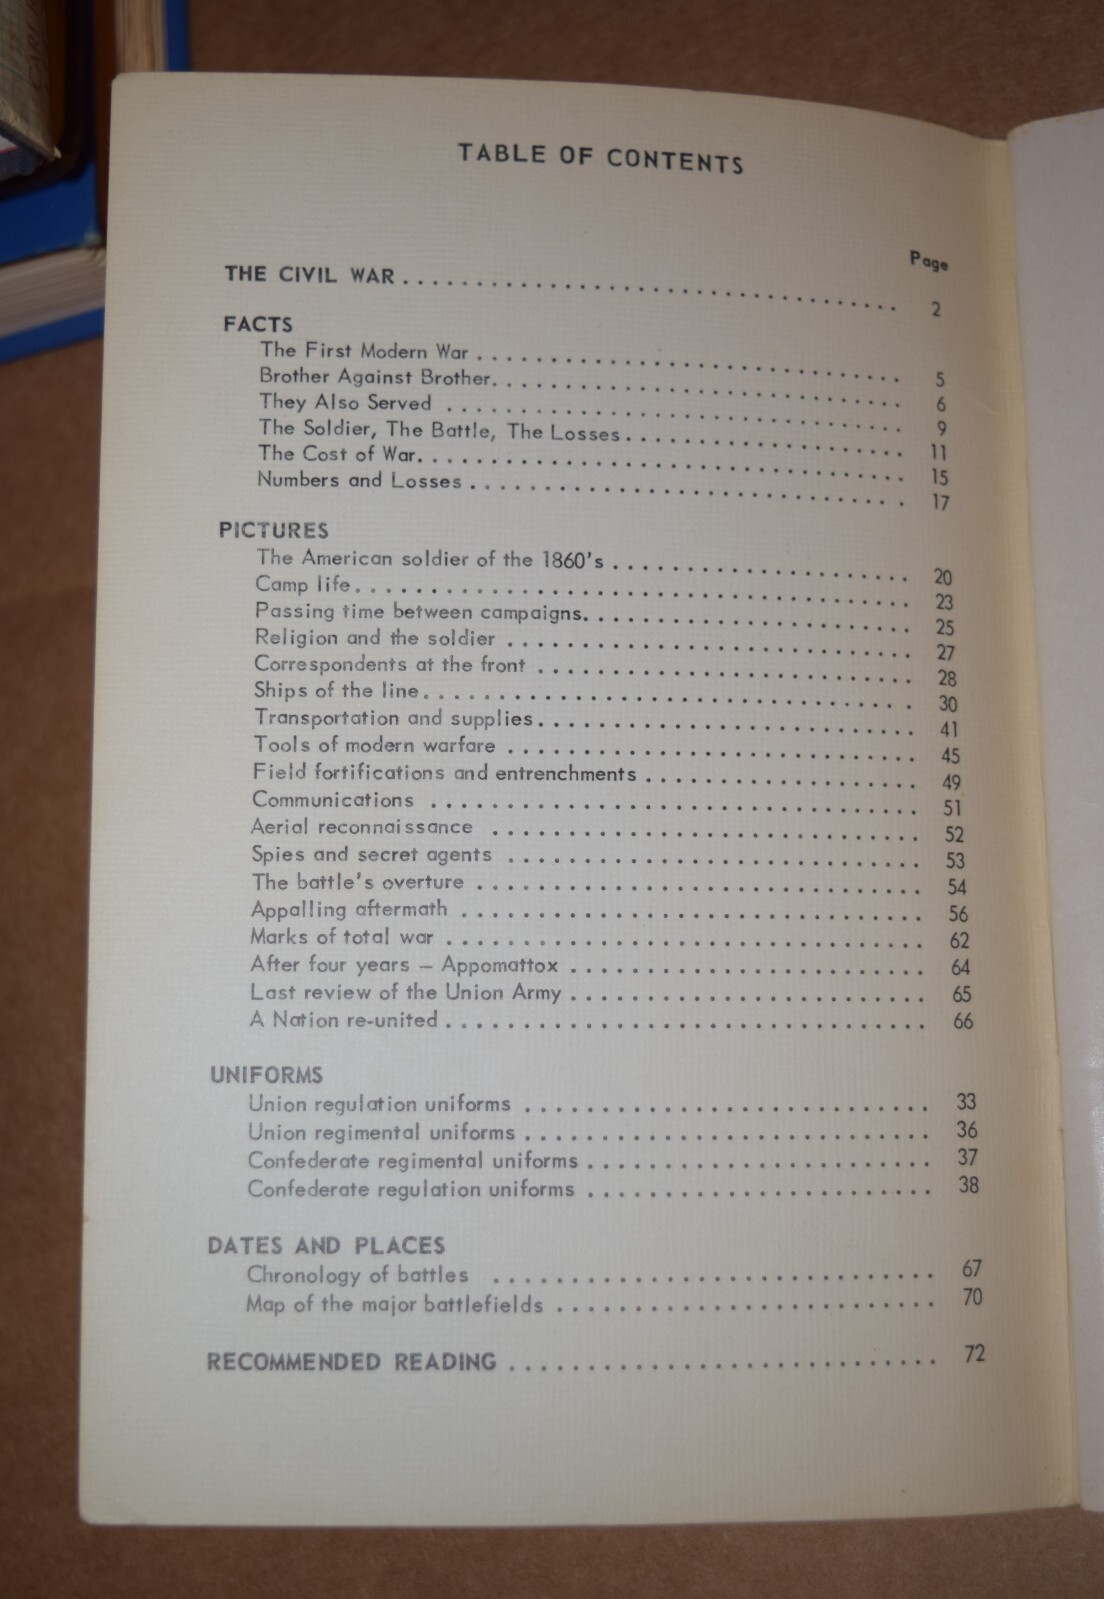 TABLE OF CONTENTS
Page
THE CIVIL WAR . . . . . . . . . . . . . . . . . . . . . . . . . . . . . . . . 2
FACTS
The First Modern War . . . . . . . . . . . . . . . . . . . . . . . . . . . 5
Brother Against Brother. . . . . . . . . . . . . . . . . . . . . . . . . . 6
They Also Served . . . . . . . . . . . . . . . . . . . . . . . . . . . . . 9
The Soldier, The Battle, The Losses . . . . . . . . . . . . . . . . . . . 11
The Cost of War. . . . . . . . . . . . . . . . . . . . . . . . . . . . . . 15
Numbers and Losses . . . . . . . . . . . . . . . . . . . . . . . . . . . . 17
PICTURES
The American soldier of the 1860's . . . . . . . . . . . . . . . . . . . . 20
Camp life. . . . . . . . . . . . . . . . . . . . . . . . . . . . . . . . . 23
Passing time between campaigns. . . . . . . . . . . . . . . . . . . . . . 25
Religion and the soldier . . . . . . . . . . . . . . . . . . . . . . . . . 27
Correspondents at the front . . . . . . . . . . . . . . . . . . . . . . . 28
Ships of the line. . . . . . . . . . . . . . . . . . . . . . . . . . . . . 30
Transportation and supplies. . . . . . . . . . . . . . . . . . . . . . . . 41
Tools of modern warfare . . . . . . . . . . . . . . . . . . . . . . . . . 45
Field fortifications and entrenchments . . . . . . . . . . . . . . . . . . 49
Communications . . . . . . . . . . . . . . . . . . . . . . . . . . . . . . 51
Aerial reconnaissance . . . . . . . . . . . . . . . . . . . . . . . . . . 52
Spies and secret agents . . . . . . . . . . . . . . . . . . . . . . . . . 53
The battle's overture . . . . . . . . . . . . . . . . . . . . . . . . . . 54
Appalling aftermath . . . . . . . . . . . . . . . . . . . . . . . . . . . 56
Marks of total war . . . . . . . . . . . . . . . . . . . . . . . . . . . . 62
After four years – Appomattox . . . . . . . . . . . . . . . . . . . . . . 64
Last review of the Union Army . . . . . . . . . . . . . . . . . . . . . . 65
A Nation re-united . . . . . . . . . . . . . . . . . . . . . . . . . . . . 66
UNIFORMS
Union regulation uniforms . . . . . . . . . . . . . . . . . . . . . . . . 33
Union regimental uniforms . . . . . . . . . . . . . . . . . . . . . . . . 36
Confederate regimental uniforms . . . . . . . . . . . . . . . . . . . . . 37
Confederate regulation uniforms . . . . . . . . . . . . . . . . . . . . . 38
DATES AND PLACES
Chronology of battles . . . . . . . . . . . . . . . . . . . . . . . . . . 67
Map of the major battlefields . . . . . . . . . . . . . . . . . . . . . . 70
RECOMMENDED READING . . . . . . . . . . . . . . . . . . . . . . . . . . . 72